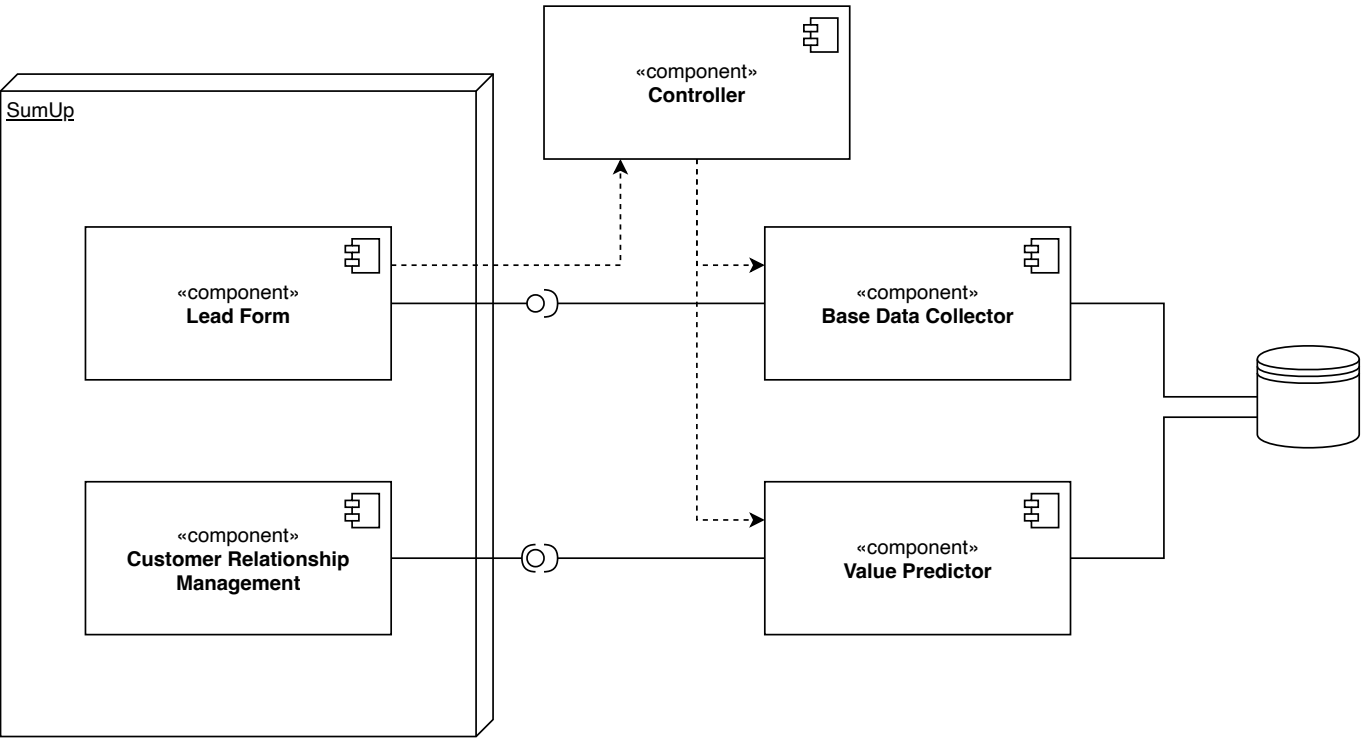 «component»
Controller
SumUp
«component»
Lead Form
«component»
Base Data Collector
«component»
Customer Relationship
Management
«component»
Value Predictor